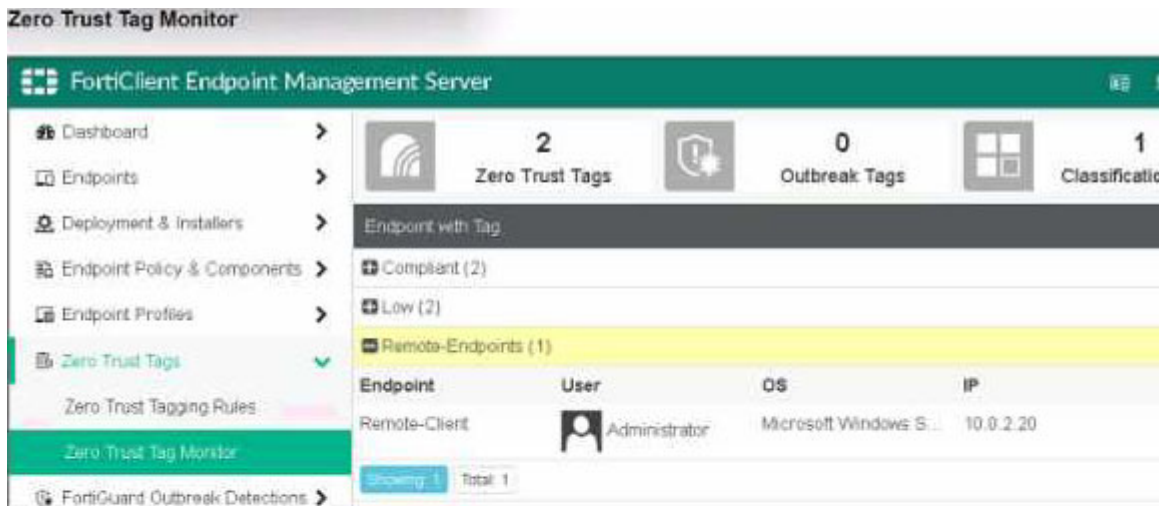 Zero Trust Tag Monitor
FortiClient Endpoint Management Server
Dashboard
Endpoints
Deployment & Installers
Endpoint Policy & Components
Endpoint Profiles
Zero Trust Tags
Zero Trust Tagging Rules
Zero Trust Tag Monitor
FortiGuard Outbreak Detections
2
Zero Trust Tags
0
Outbreak Tags
1
Classificatio
Endpoint with Tag
Compliant (2)
Low (2)
Remote-Endpoints (1)
Endpoint User OS IP
Remote-Client Administrator Microsoft Windows S... 10.0.2.20
Showing: 1 Total: 1